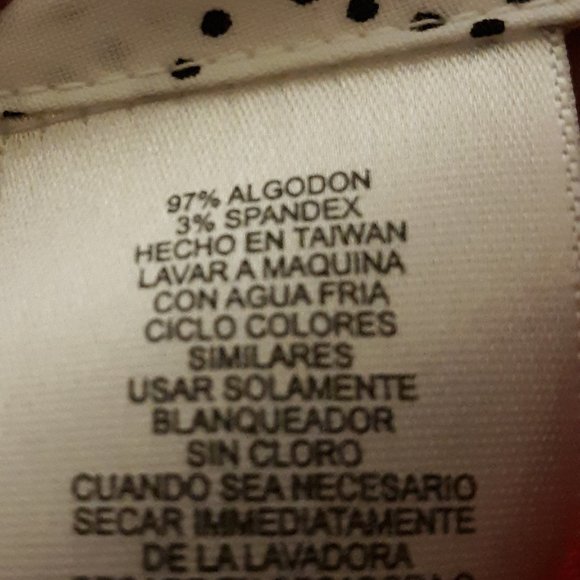 97% ALGODON
3% SPANDEX
HECHO EN TAIWAN
LAVAR A MAQUINA
CON AGUA FRIA
CICLO COLORES
SIMILARES
USAR SOLAMENTE
BLANQUEADOR
SIN CLORO
CUANDO SEA NECESARIO
SECAR IMMEDIATAMENTE
DE LA LAVADORA